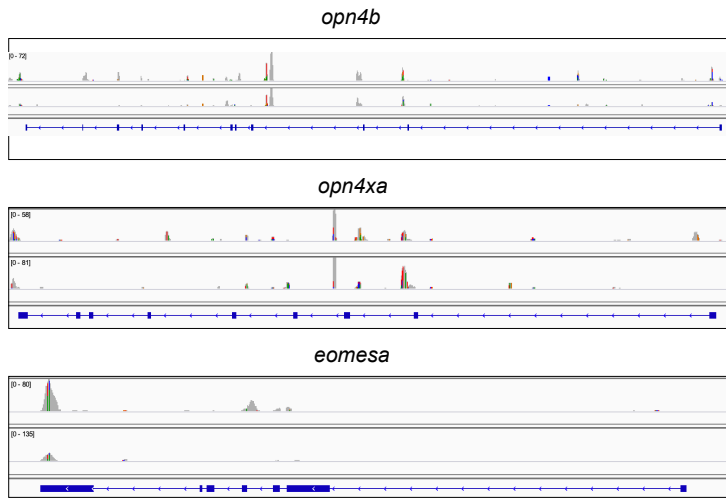 opn4b
[0 - 72]
opn4xa
[0 - 58]
[0 - 81]
eomesa
[0 - 80]
[0 - 135]